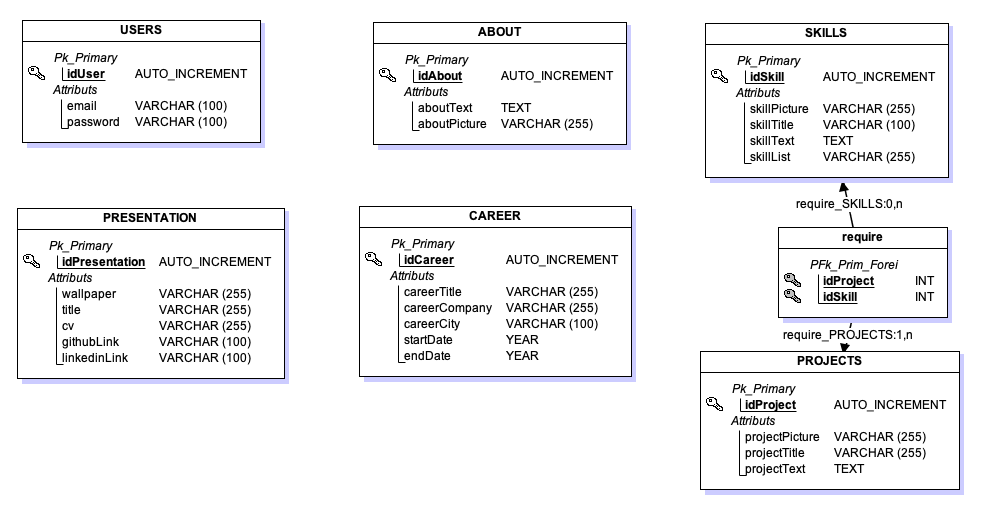 USERS
Pk_Primary
idUser AUTO_INCREMENT
Attributs
email VARCHAR (100)
password VARCHAR (100)
ABOUT
Pk_Primary
idAbout AUTO_INCREMENT
Attributs
aboutText TEXT
aboutPicture VARCHAR (255)
SKILLS
Pk_Primary
idSkill AUTO_INCREMENT
Attributs
skillPicture VARCHAR (255)
skillTitle VARCHAR (100)
skillText TEXT
skillList VARCHAR (255)
PRESENTATION
Pk_Primary
idPresentation AUTO_INCREMENT
Attributs
wallpaper VARCHAR (255)
title VARCHAR (255)
cv VARCHAR (255)
githubLink VARCHAR (100)
linkedinLink VARCHAR (100)
CAREER
Pk_Primary
idCareer AUTO_INCREMENT
Attributs
careerTitle VARCHAR (255)
careerCompany VARCHAR (255)
careerCity VARCHAR (100)
startDate YEAR
endDate YEAR
require_SKILLS:0,n
require
PFk_Prim_Forei
idProject INT
idSkill INT
require_PROJECTS:1,n
PROJECTS
Pk_Primary
idProject AUTO_INCREMENT
Attributs
projectPicture VARCHAR (255)
projectTitle VARCHAR (255)
projectText TEXT